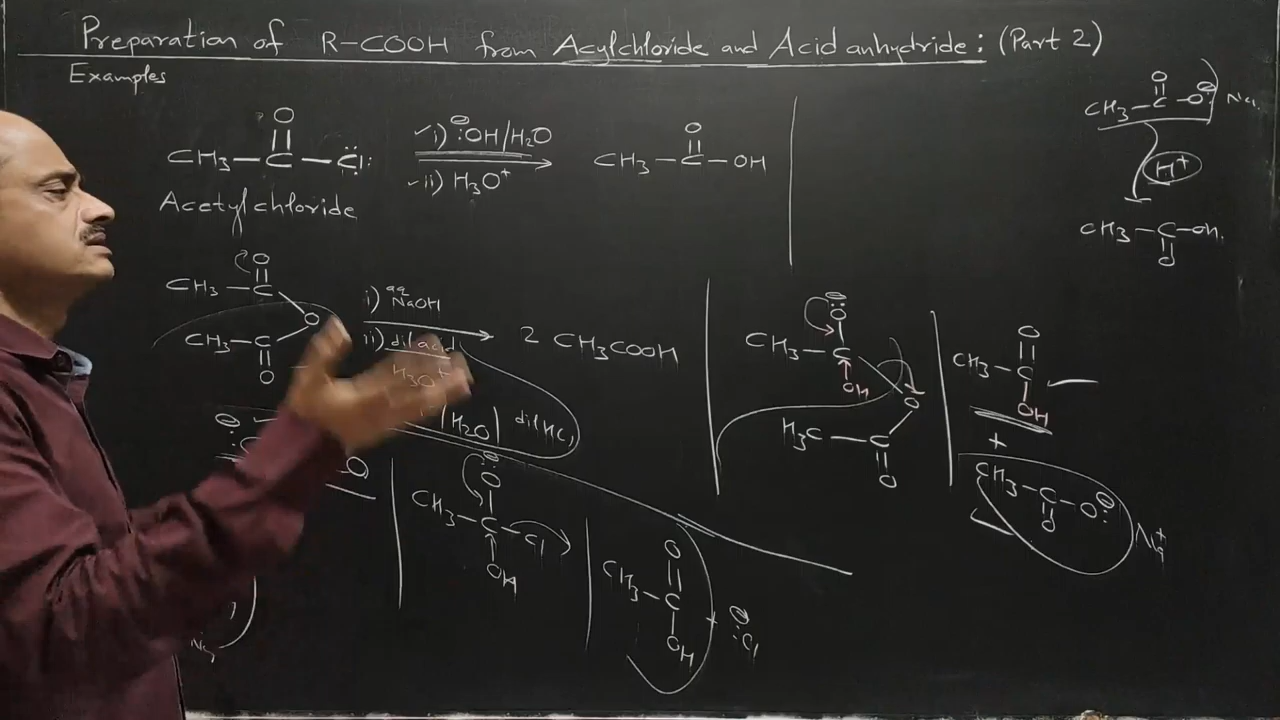 Preparation of R-COOH from Acylchloride and Acid anhydride: (Part 2)
Examples
O
CH3-C-Cl:
i) ⊖:OH/H2O
ii) H3O+
O
CH3-C-OH
Acetylchloride
O
CH3-C-O⊖ Na
H+
CH3-C-OH
O
O
CH3-C
O
CH3-C
O
i) aq NaOH
ii) dil acid
H3O+
H2O dil HCl
2 CH3COOH
⊖
O
CH3-C
OH
O
H3C-C
O
O
CH3-C
OH
+
CH3-C-O⊖ Na+
O
⊖
O
CH3-C-Cl
OH
O
CH3-C
OH
+ ⊖:Cl